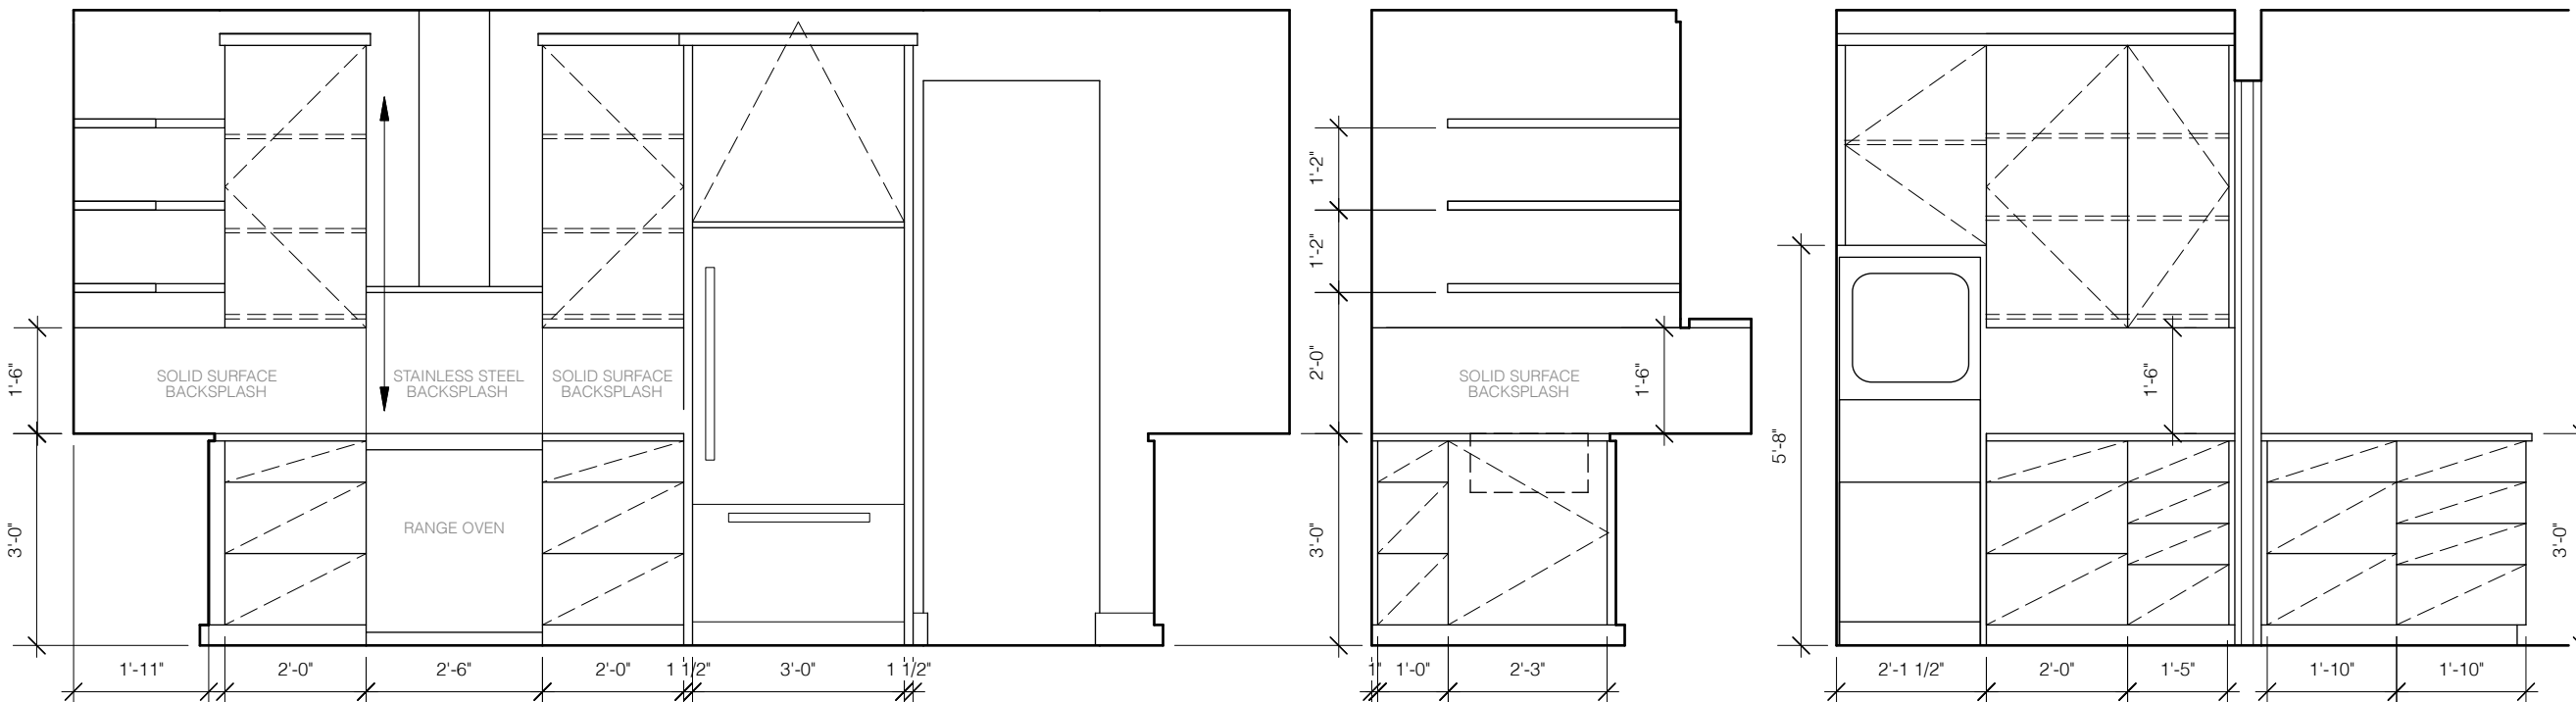 1'-6"
3'-0"
SOLID SURFACE
BACKSPLASH
STAINLESS STEEL
BACKSPLASH
SOLID SURFACE
BACKSPLASH
RANGE OVEN
1'-11"
2'-0"
2'-6"
2'-0"
1 1/2"
3'-0"
1 1/2"
1'-2"
1'-2"
2'-0"
3'-0"
SOLID SURFACE
BACKSPLASH
1'-6"
1"
1'-0"
2'-3"
5'-8"
1'-6"
3'-0"
2'-1 1/2"
2'-0"
1'-5"
1'-10"
1'-10"